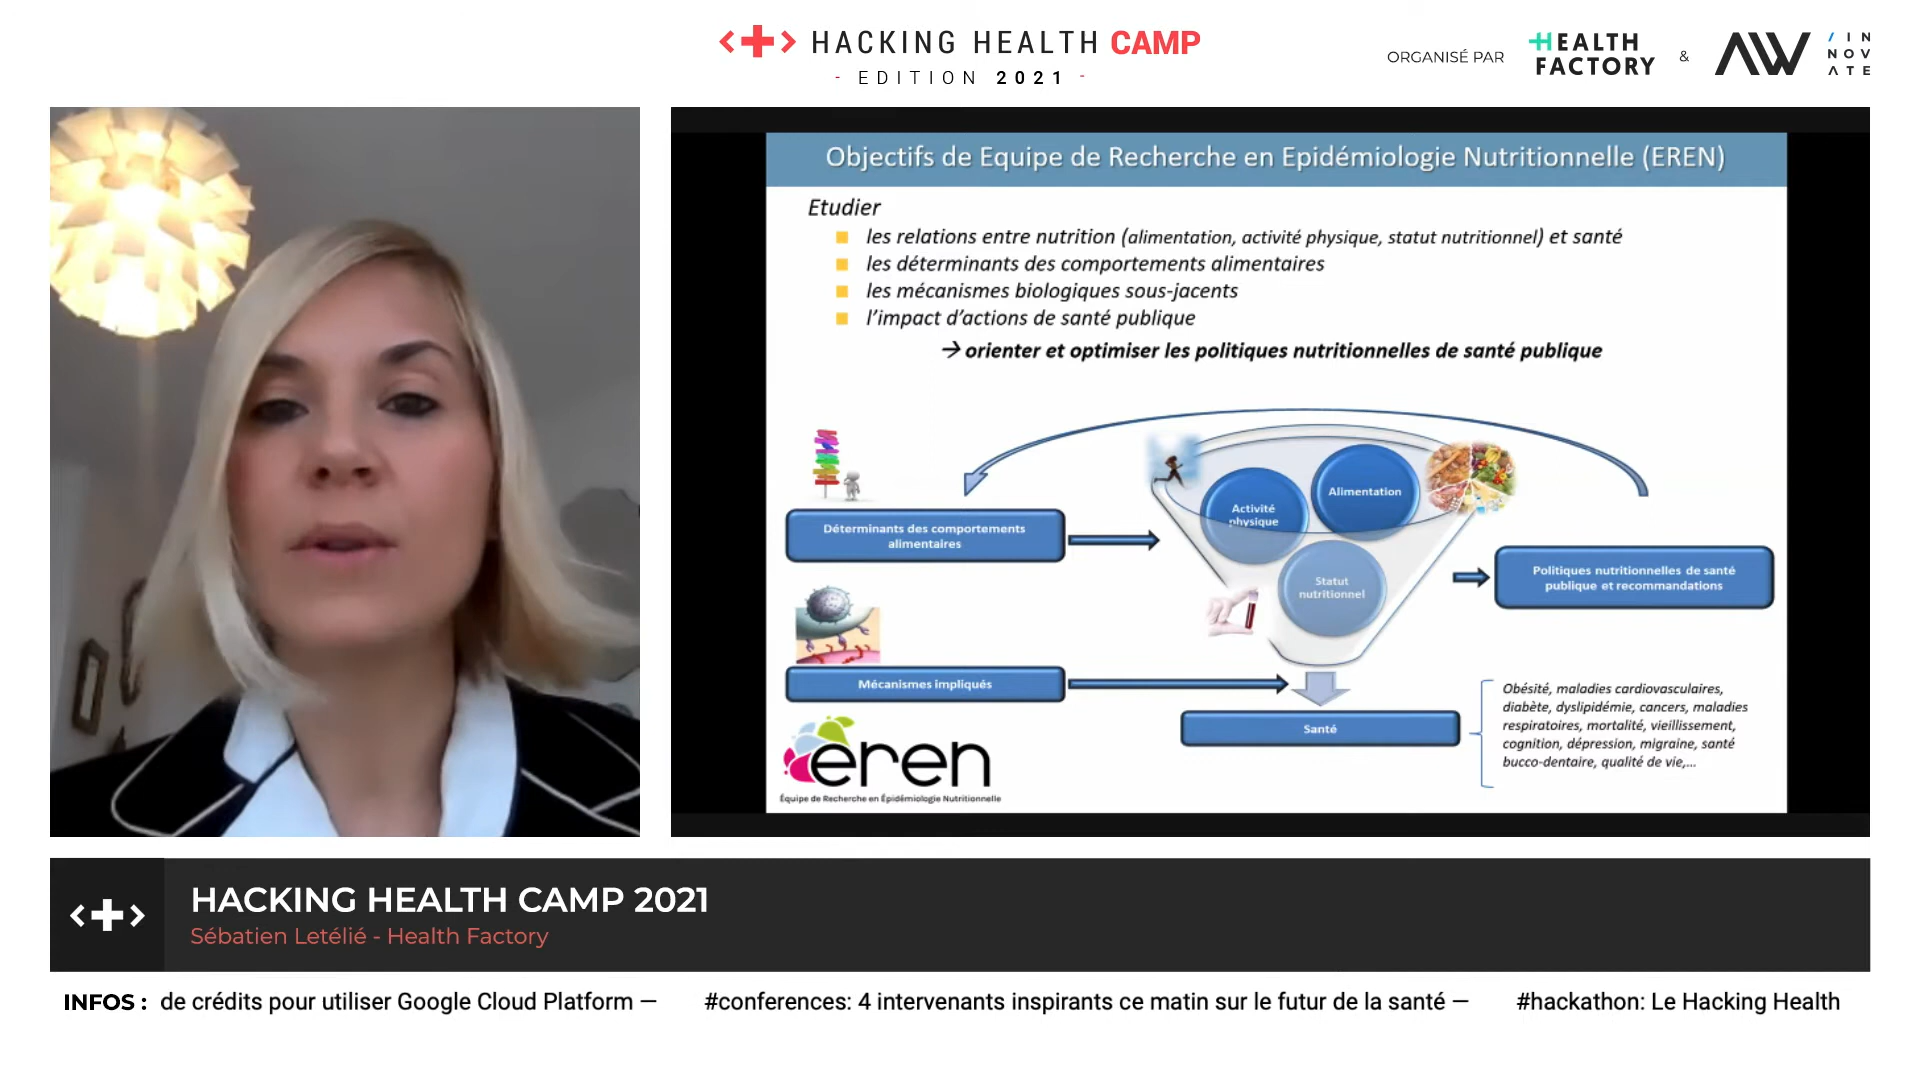 HACKING HEALTH CAMP
- EDITION 2021 -
ORGANISÉ PAR
HEALTH
FACTORY
&
AW
/IN
NOV
ATE
Objectifs de Equipe de Recherche en Epidémiologie Nutritionnelle (EREN)
Etudier
les relations entre nutrition (alimentation, activité physique, statut nutritionnel) et santé
les déterminants des comportements alimentaires
les mécanismes biologiques sous-jacents
l'impact d'actions de santé publique
→ orienter et optimiser les politiques nutritionnelles de santé publique
Déterminants des comportements
alimentaires
Activité
physique
Alimentation
Statut
nutritionnel
Politiques nutritionnelles de santé
publique et recommandations
Mécanismes impliqués
Santé
Obésité, maladies cardiovasculaires,
diabète, dyslipidémie, cancers, maladies
respiratoires, mortalité, vieillissement,
cognition, dépression, migraine, santé
bucco-dentaire, qualité de vie,...
eren
Équipe de Recherche en Épidémiologie Nutritionnelle
HACKING HEALTH CAMP 2021
Sébatien Letélié - Health Factory
INFOS : de crédits pour utiliser Google Cloud Platform — #conferences: 4 intervenants inspirants ce matin sur le futur de la santé — #hackathon: Le Hacking Health